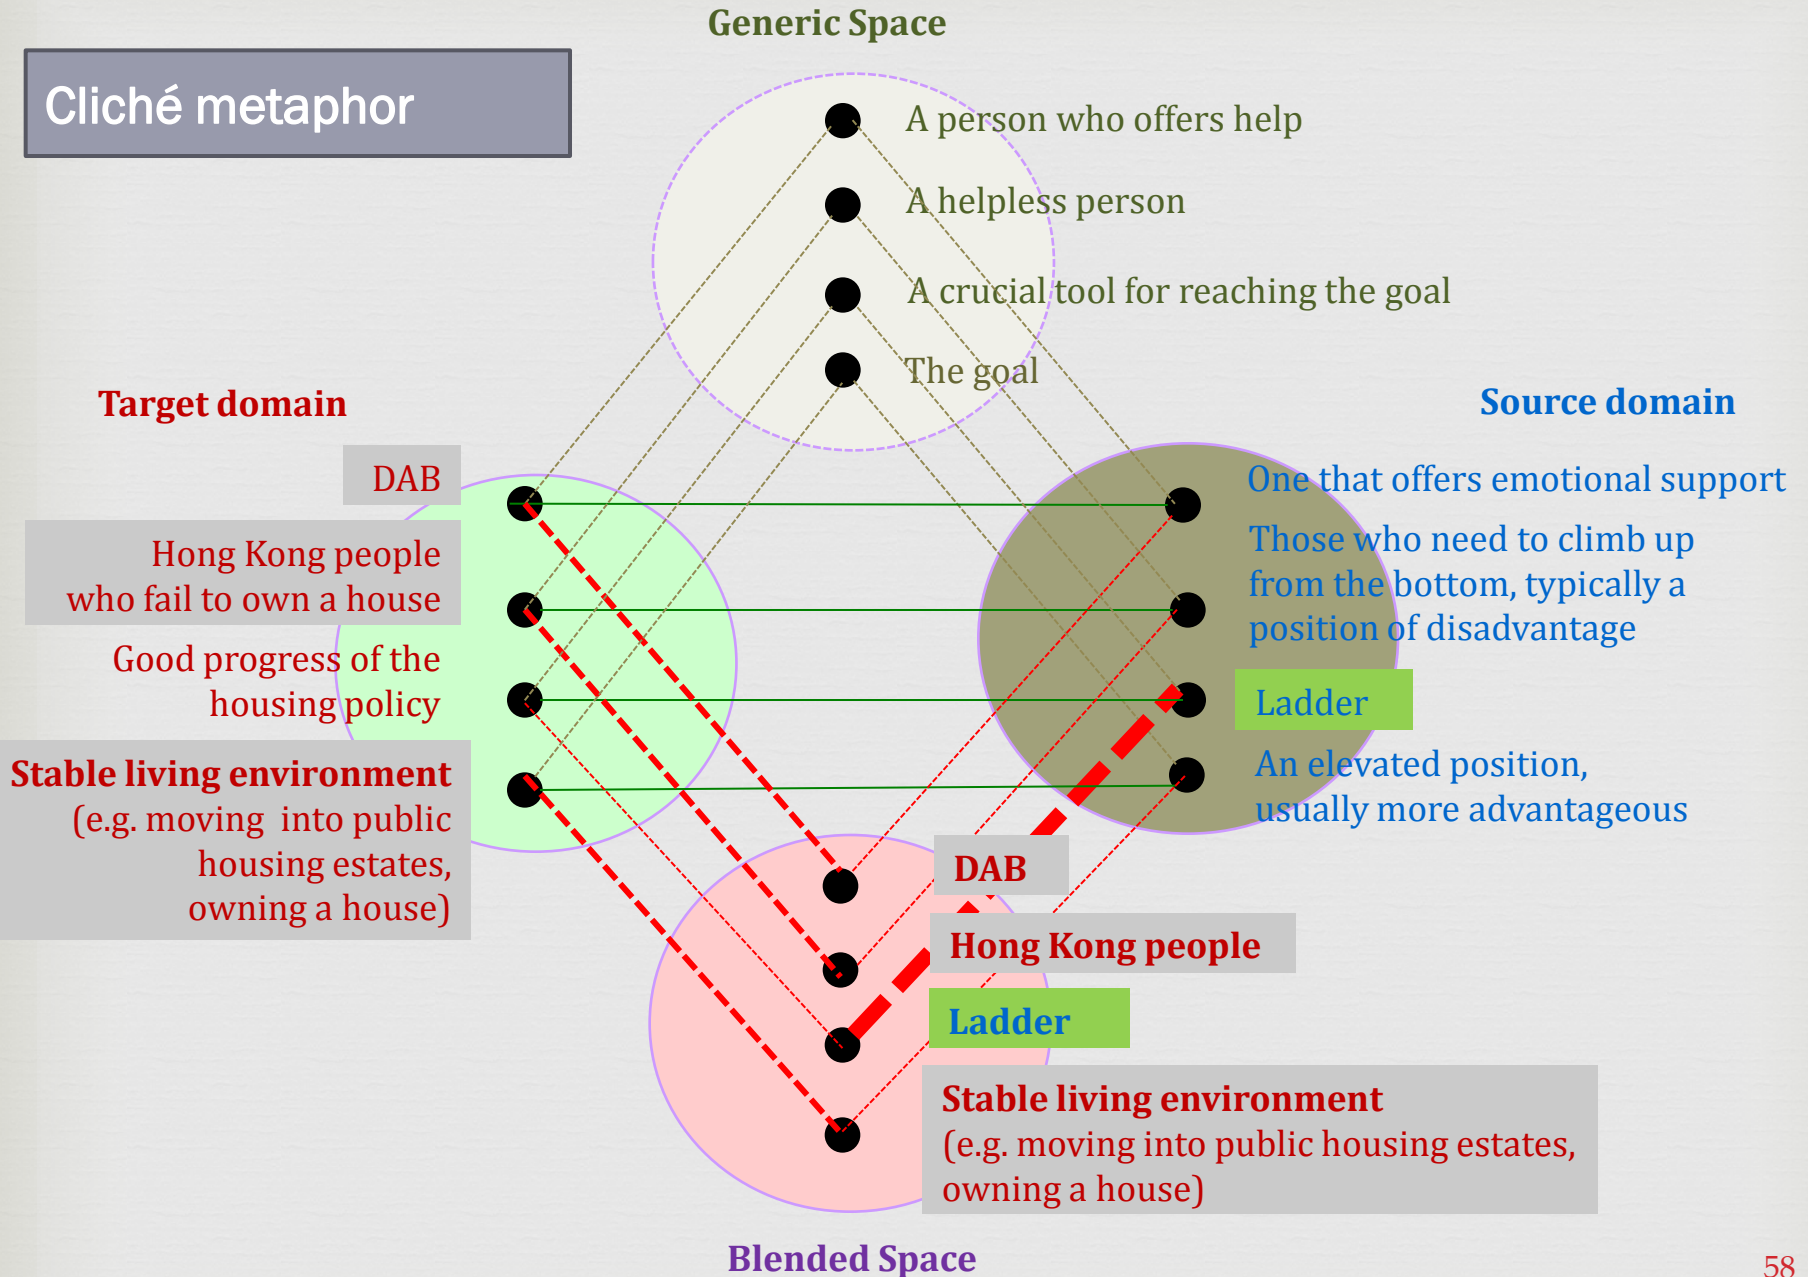 Generic Space
Cliché metaphor
A person who offers help
A helpless person
A crucial tool for reaching the goal
The goal
Target domain
Source domain
DAB
Hong Kong people
who fail to own a house
Good progress of the
housing policy
Stable living environment
(e.g. moving into public
housing estates,
owning a house)
One that offers emotional support
Those who need to climb up
from the bottom, typically a
position of disadvantage
Ladder
An elevated position,
usually more advantageous
DAB
Hong Kong people
Ladder
Stable living environment
(e.g. moving into public housing estates,
owning a house)
Blended Space
58